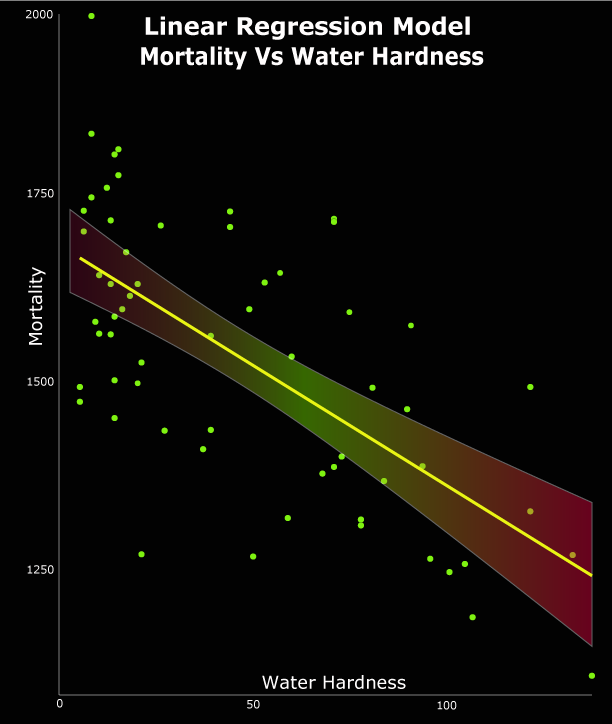 Linear Regression Model
Mortality Vs Water Hardness
2000
1750
1500
1250
Mortality
Water Hardness
0
50
100